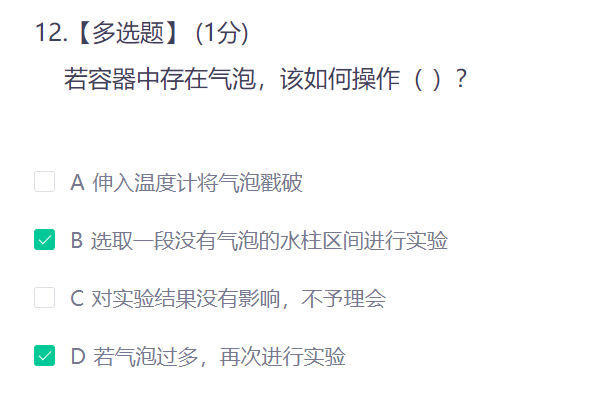 12.【多选题】 (1分)
若容器中存在气泡，该如何操作（ ）？
A 伸入温度计将气泡戳破
B 选取一段没有气泡的水柱区间进行实验
C 对实验结果没有影响，不予理会
D 若气泡过多，再次进行实验